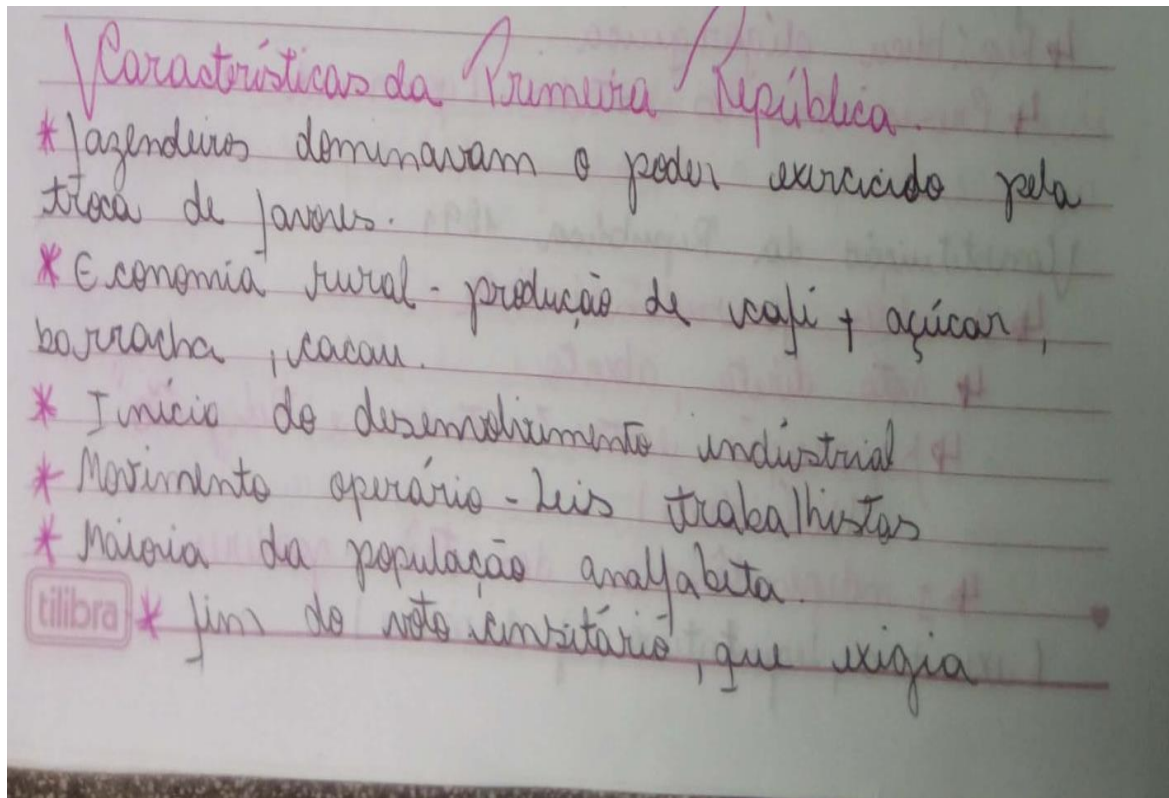 Características da Primeira República.
* fazendeiros dominavam o poder exercido pela
troca de favores.
* Economia rural - produção de café + açúcar,
borracha, cacau.
* Início do desenvolvimento indústrial
* Movimento operário - Leis trabalhistas
* Maioria da população analfabeta.
tilibra * fim do voto censitário, que exigia